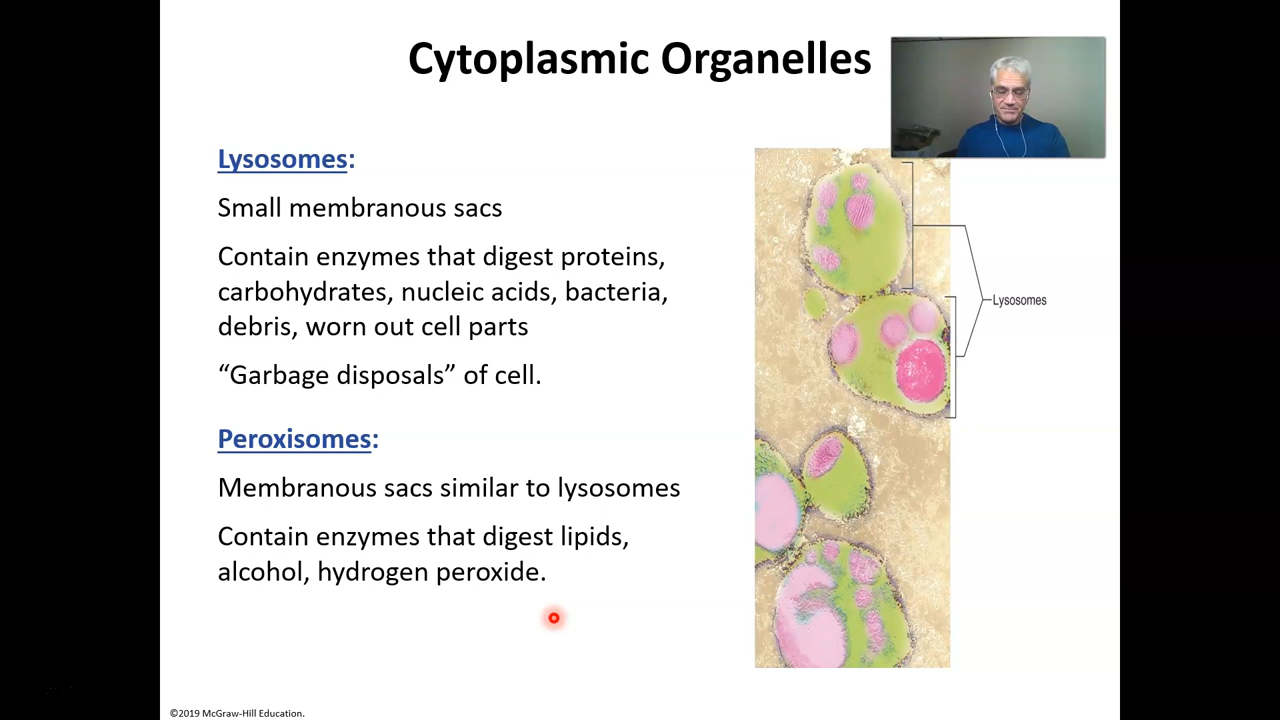 Cytoplasmic Organelles
Lysosomes:
Small membranous sacs
Contain enzymes that digest proteins,
carbohydrates, nucleic acids, bacteria,
debris, worn out cell parts
“Garbage disposals” of cell.
Peroxisomes:
Membranous sacs similar to lysosomes
Contain enzymes that digest lipids,
alcohol, hydrogen peroxide.
Lysosomes
©2019 McGraw-Hill Education.